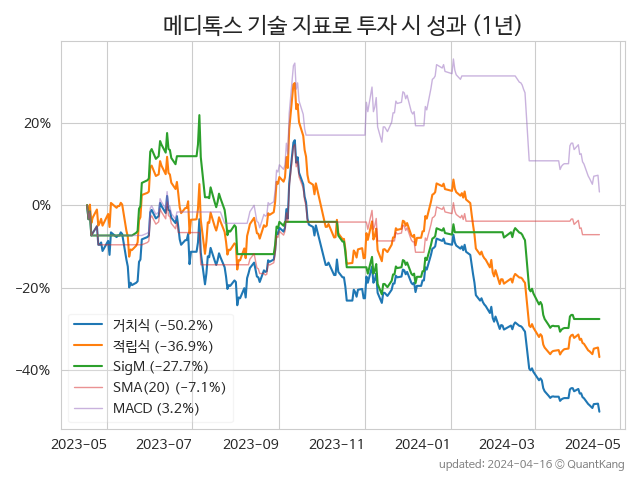 메디톡스 기술 지표로 투자 시 성과 (1년)
20%
0%
−20%
−40%
거치식 (−50.2%)
적립식 (−36.9%)
SigM (−27.7%)
SMA(20) (−7.1%)
MACD (3.2%)
2023-05 2023-07 2023-09 2023-11 2024-01 2024-03 2024-05
updated: 2024-04-16 © QuantKang